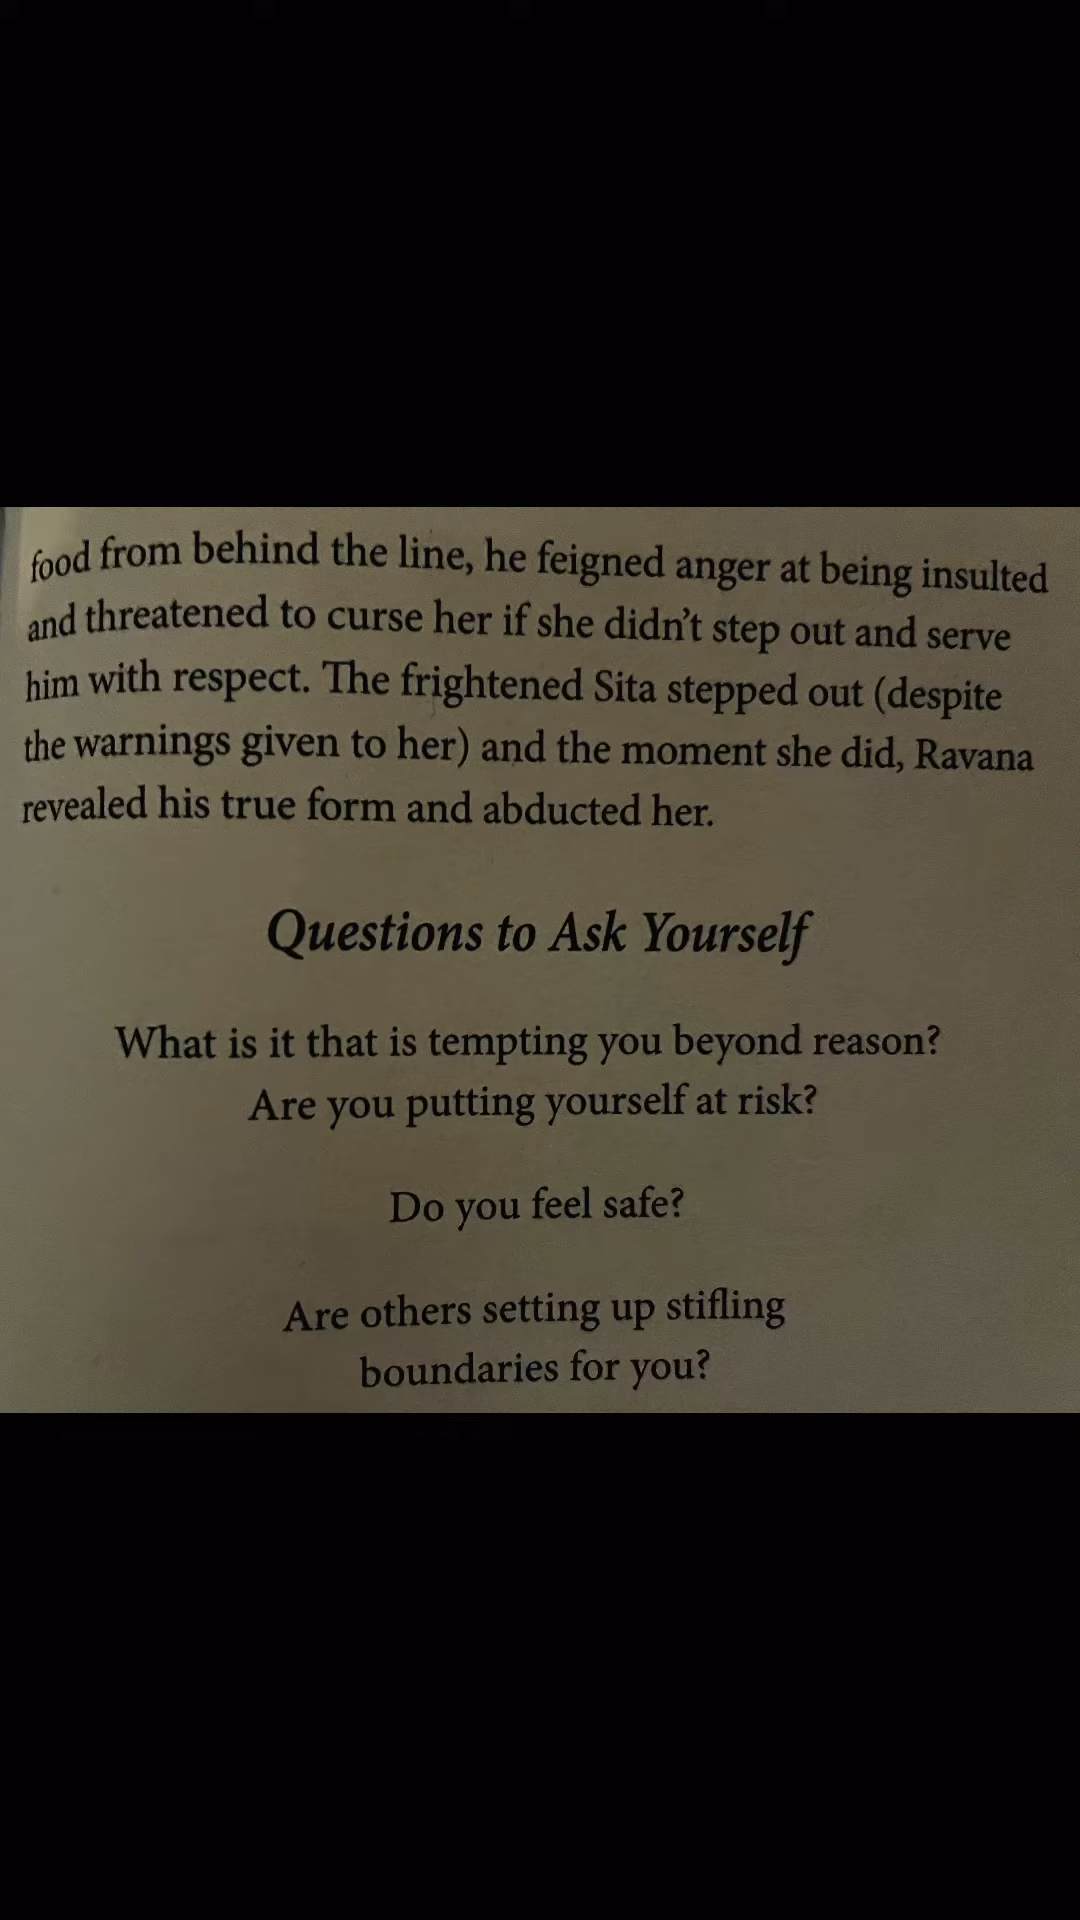 food from behind the line, he feigned anger at being insulted
and threatened to curse her if she didn’t step out and serve
him with respect. The frightened Sita stepped out (despite
the warnings given to her) and the moment she did, Ravana
revealed his true form and abducted her.
Questions to Ask Yourself
What is it that is tempting you beyond reason?
Are you putting yourself at risk?
Do you feel safe?
Are others setting up stifling
boundaries for you?